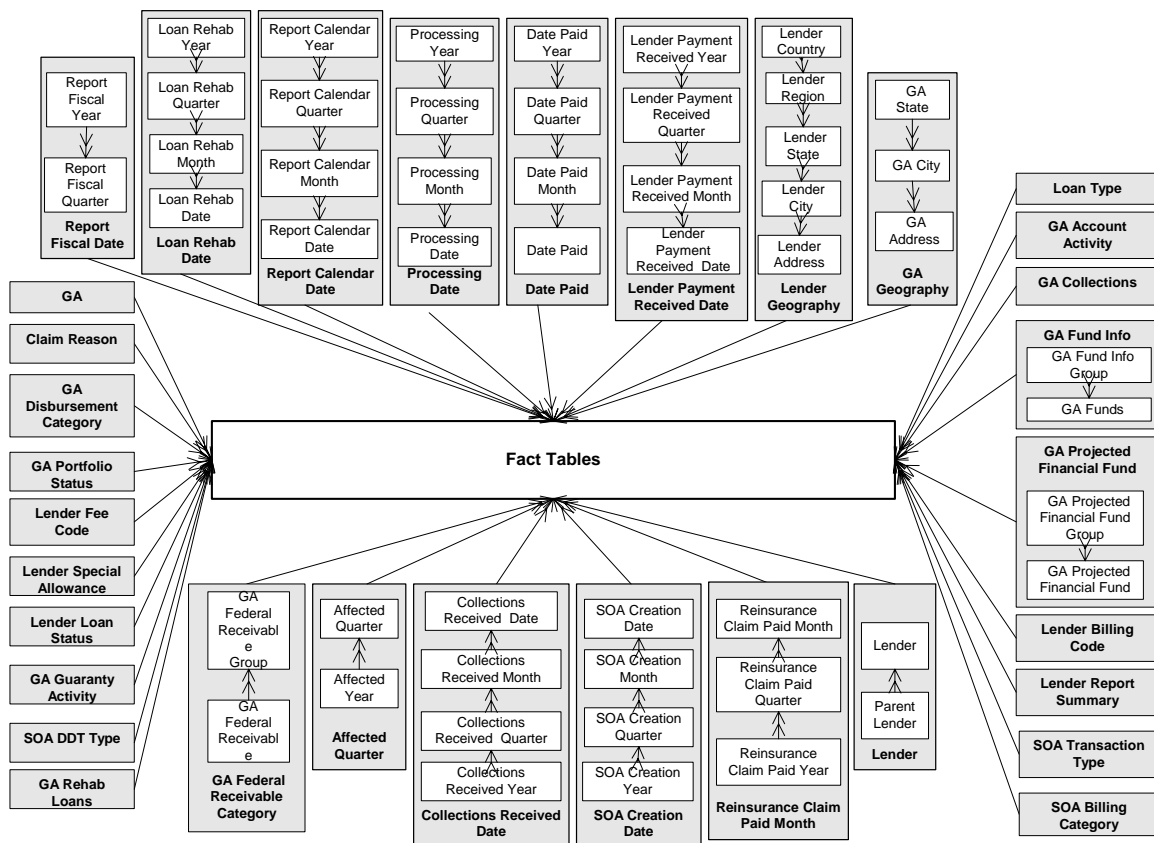 Report
Fiscal
Year
Report
Fiscal
Quarter
Report
Fiscal Date
Loan Rehab
Year
Loan Rehab
Quarter
Loan Rehab
Month
Loan Rehab
Date
Loan Rehab
Date
Report Calendar
Year
Report Calendar
Quarter
Report Calendar
Month
Report Calendar
Date
Report Calendar
Date
Processing
Year
Processing
Quarter
Processing
Month
Processing
Date
Processing
Date
Date Paid
Year
Date Paid
Quarter
Date Paid
Month
Date Paid
Date Paid
Lender Payment
Received Year
Lender Payment
Received
Quarter
Lender Payment
Received Month
Lender
Payment
Received Date
Lender Payment
Received Date
Lender
Country
Lender
Region
Lender
State
Lender
City
Lender
Address
Lender
Geography
GA
State
GA City
GA
Address
GA
Geography
GA
Claim Reason
GA
Disbursement
Category
GA Portfolio
Status
Lender Fee
Code
Lender Special
Allowance
Lender Loan
Status
GA Guaranty
Activity
SOA DDT Type
GA Rehab
Loans
Fact Tables
Loan Type
GA Account
Activity
GA Collections
GA Fund Info
GA Fund Info
Group
GA Funds
GA Projected
Financial Fund
GA Projected
Financial Fund
Group
GA Projected
Financial Fund
Lender Billing
Code
Lender Report
Summary
SOA Transaction
Type
SOA Billing
Category
GA
Federal
Receivabl
e
Group
GA
Federal
Receivabl
e
GA Federal
Receivable
Category
Affected
Quarter
Affected
Year
Affected
Quarter
Collections
Received Date
Collections
Received Month
Collections
Received Quarter
Collections
Received Year
Collections Received
Date
SOA Creation
Date
SOA Creation
Month
SOA Creation
Quarter
SOA Creation
Year
SOA Creation
Date
Reinsurance
Claim Paid Month
Reinsurance
Claim Paid
Quarter
Reinsurance
Claim Paid Year
Reinsurance Claim
Paid Month
Lender
Parent
Lender
Lender